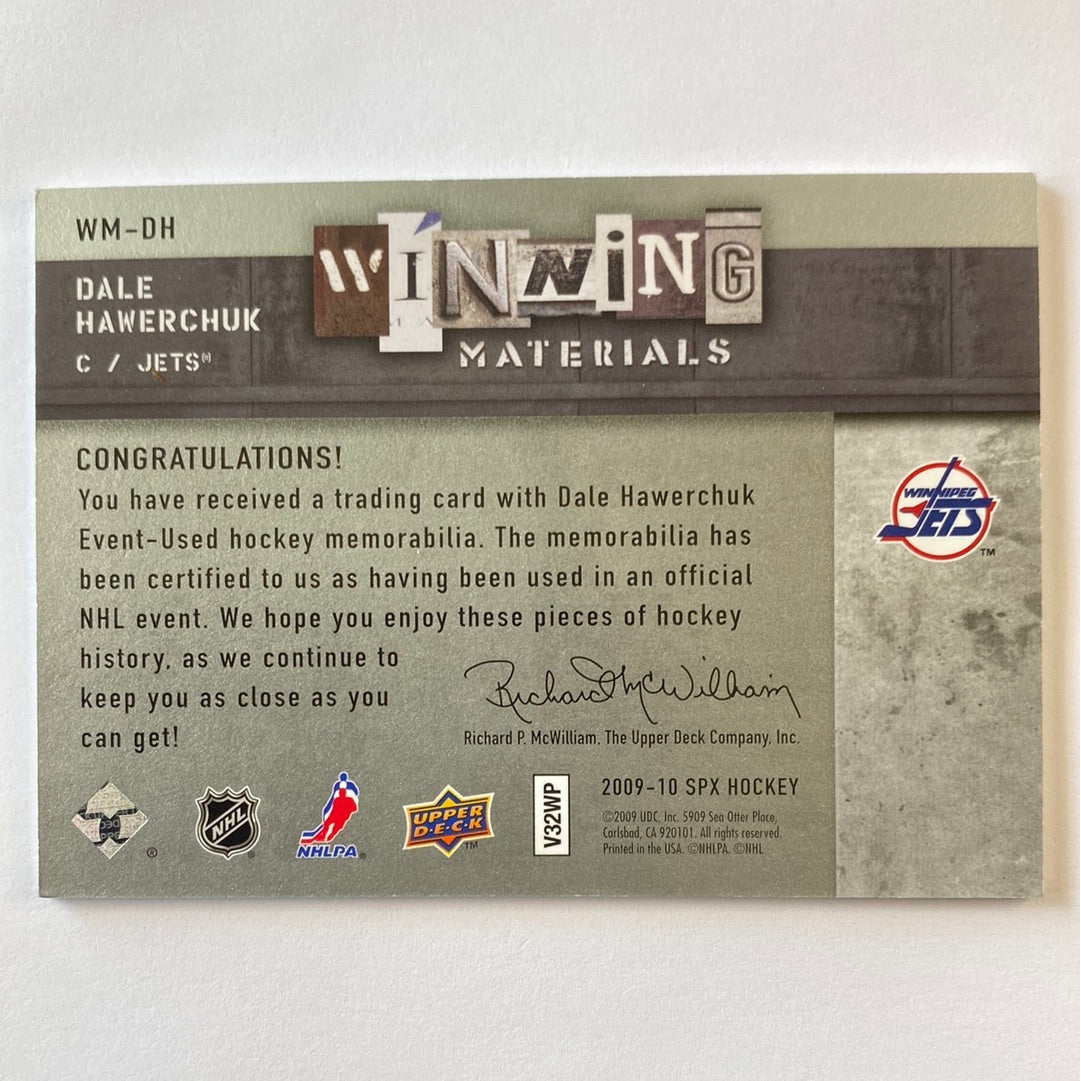 WM-DH
WINNING
DALE
HAWERCHUK
MATERIALS
C / JETS®
CONGRATULATIONS!
You have received a trading card with Dale Hawerchuk
Event-Used hockey memorabilia. The memorabilia has
been certified to us as having been used in an official
NHL event. We hope you enjoy these pieces of hockey
history, as we continue to
keep you as close as you
can get!
WINNIPEG
JETS
™
Richard McWilliam
Richard P. McWilliam, The Upper Deck Company, Inc.
®
NHL
®
NHLPA®
UPPER
D·E·C·K
™
V32WP
2009-10 SPX HOCKEY
©2009 UDC, Inc. 5909 Sea Otter Place,
Carlsbad, CA 920101. All rights reserved.
Printed in the USA. ©NHLPA. ©NHL